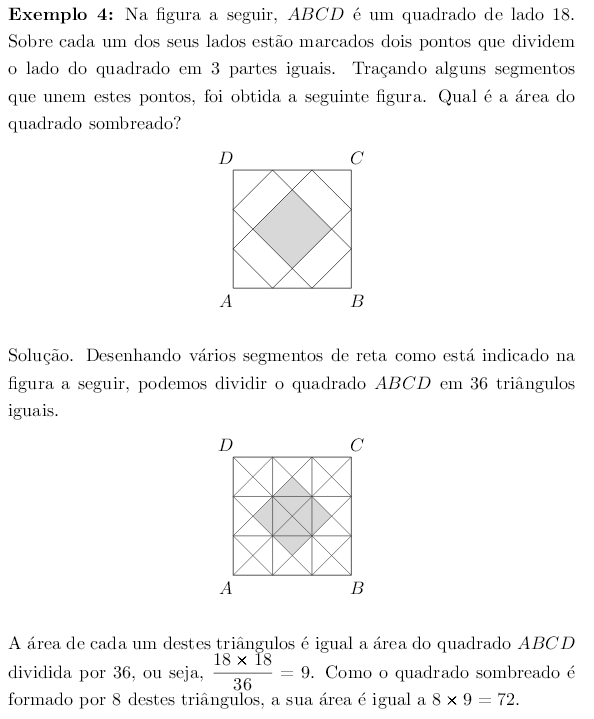 Exemplo 4: Na figura a seguir, ABCD é um quadrado de lado 18.
Sobre cada um dos seus lados estão marcados dois pontos que dividem
o lado do quadrado em 3 partes iguais. Traçando alguns segmentos
que unem estes pontos, foi obtida a seguinte figura. Qual é a área do
quadrado sombreado?
D C
A B
Solução. Desenhando vários segmentos de reta como está indicado na
figura a seguir, podemos dividir o quadrado ABCD em 36 triângulos
iguais.
D C
A B
A área de cada um destes triângulos é igual a área do quadrado ABCD
dividida por 36, ou seja, 18 × 18 / 36 = 9. Como o quadrado sombreado é
formado por 8 destes triângulos, a sua área é igual a 8 × 9 = 72.